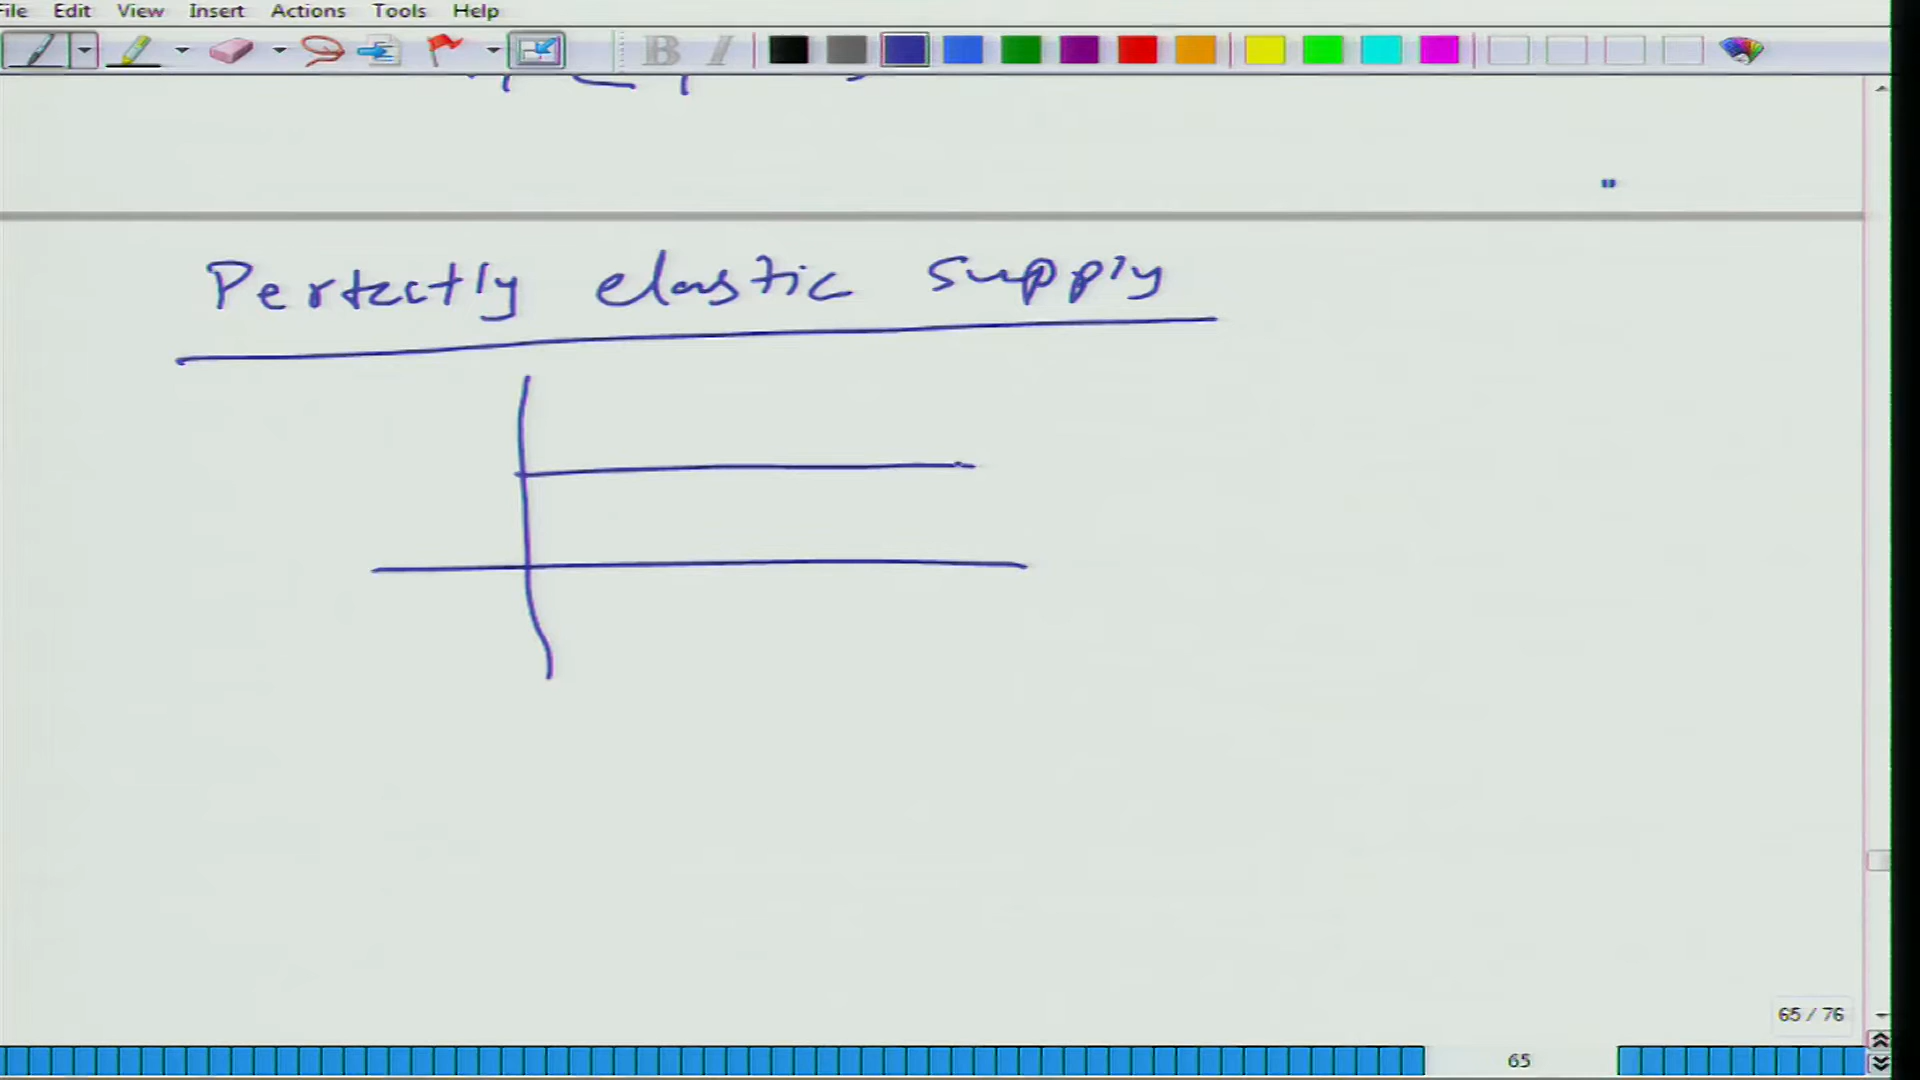 File Edit View Insert Actions Tools Help
B I
Perfectly elastic supply
65 / 76
65